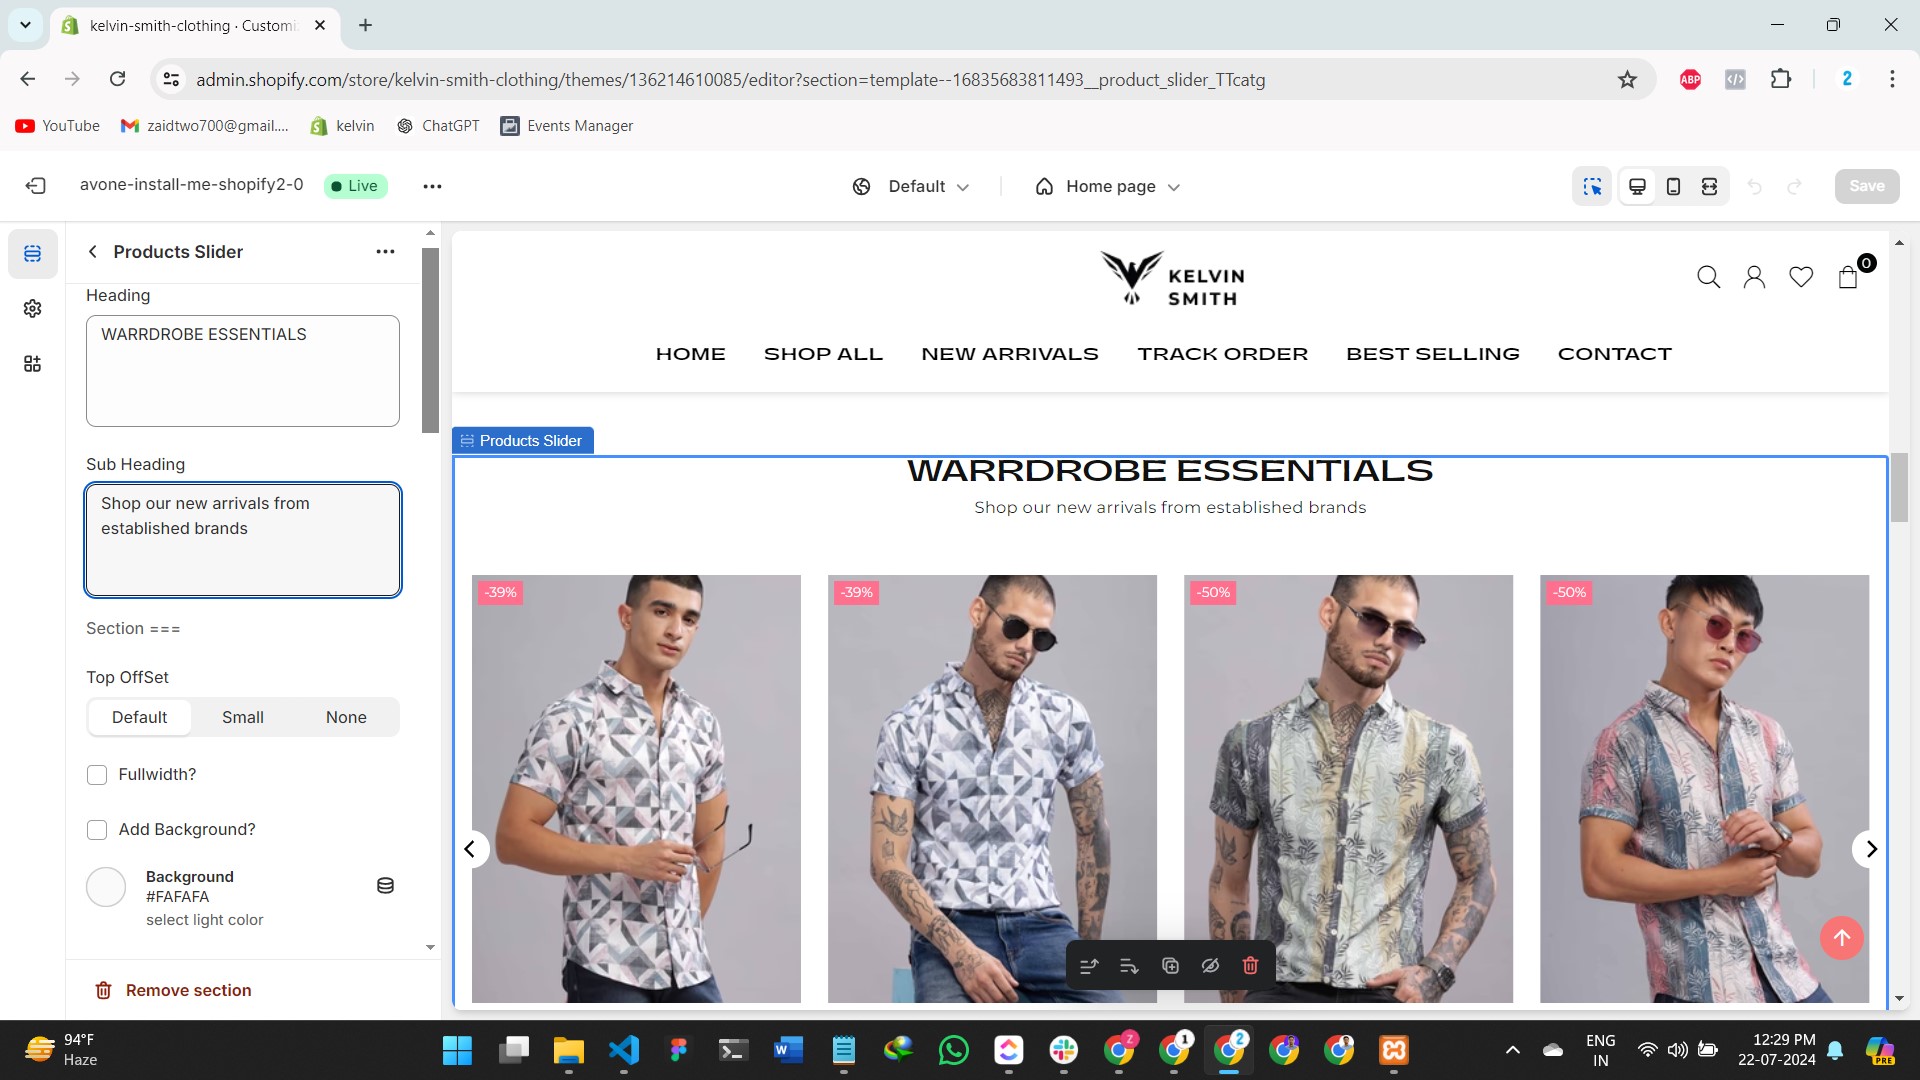 kelvin-smith-clothing · Customi
admin.shopify.com/store/kelvin-smith-clothing/themes/136214610085/editor?section=template--16835683811493__product_slider_TTcatg
ABP
2
YouTube
zaidtwo700@gmail....
kelvin
ChatGPT
Events Manager
avone-install-me-shopify2-0
Live
Default
Home page
Save
Products Slider
Heading
WARRDROBE ESSENTIALS
Sub Heading
Shop our new arrivals from
established brands
Section ===
Top OffSet
Default
Small
None
Fullwidth?
Add Background?
Background
#FAFAFA
select light color
Remove section
KELVIN
SMITH
0
HOME
SHOP ALL
NEW ARRIVALS
TRACK ORDER
BEST SELLING
CONTACT
Products Slider
WARRDROBE ESSENTIALS
Shop our new arrivals from established brands
-39%
-39%
-50%
-50%
94°F
Haze
W
Z
1
2
ENG
IN
12:29 PM
22-07-2024
PRE